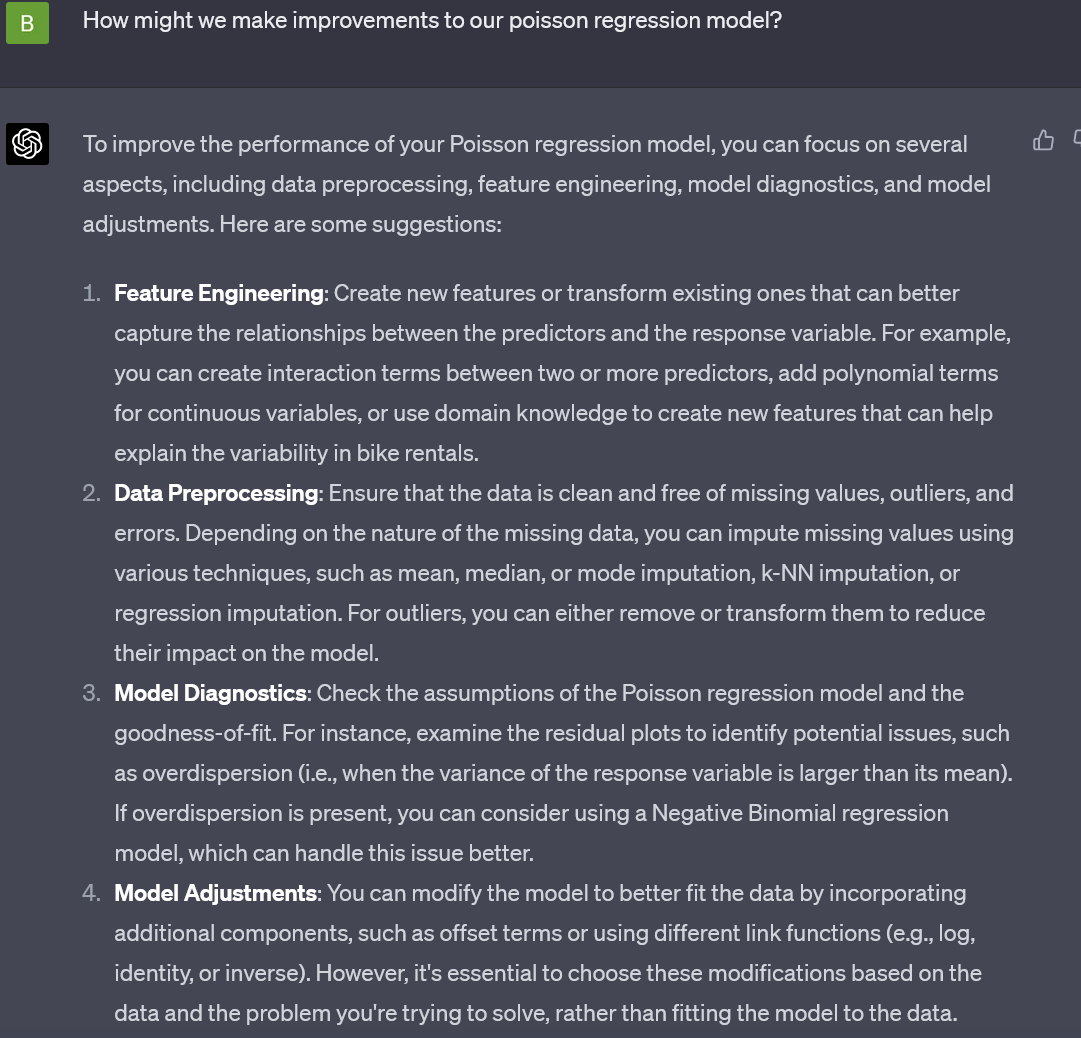 B
How might we make improvements to our poisson regression model?
To improve the performance of your Poisson regression model, you can focus on several
aspects, including data preprocessing, feature engineering, model diagnostics, and model
adjustments. Here are some suggestions:
1. Feature Engineering: Create new features or transform existing ones that can better
capture the relationships between the predictors and the response variable. For example,
you can create interaction terms between two or more predictors, add polynomial terms
for continuous variables, or use domain knowledge to create new features that can help
explain the variability in bike rentals.
2. Data Preprocessing: Ensure that the data is clean and free of missing values, outliers, and
errors. Depending on the nature of the missing data, you can impute missing values using
various techniques, such as mean, median, or mode imputation, k-NN imputation, or
regression imputation. For outliers, you can either remove or transform them to reduce
their impact on the model.
3. Model Diagnostics: Check the assumptions of the Poisson regression model and the
goodness-of-fit. For instance, examine the residual plots to identify potential issues, such
as overdispersion (i.e., when the variance of the response variable is larger than its mean).
If overdispersion is present, you can consider using a Negative Binomial regression
model, which can handle this issue better.
4. Model Adjustments: You can modify the model to better fit the data by incorporating
additional components, such as offset terms or using different link functions (e.g., log,
identity, or inverse). However, it's essential to choose these modifications based on the
data and the problem you're trying to solve, rather than fitting the model to the data.